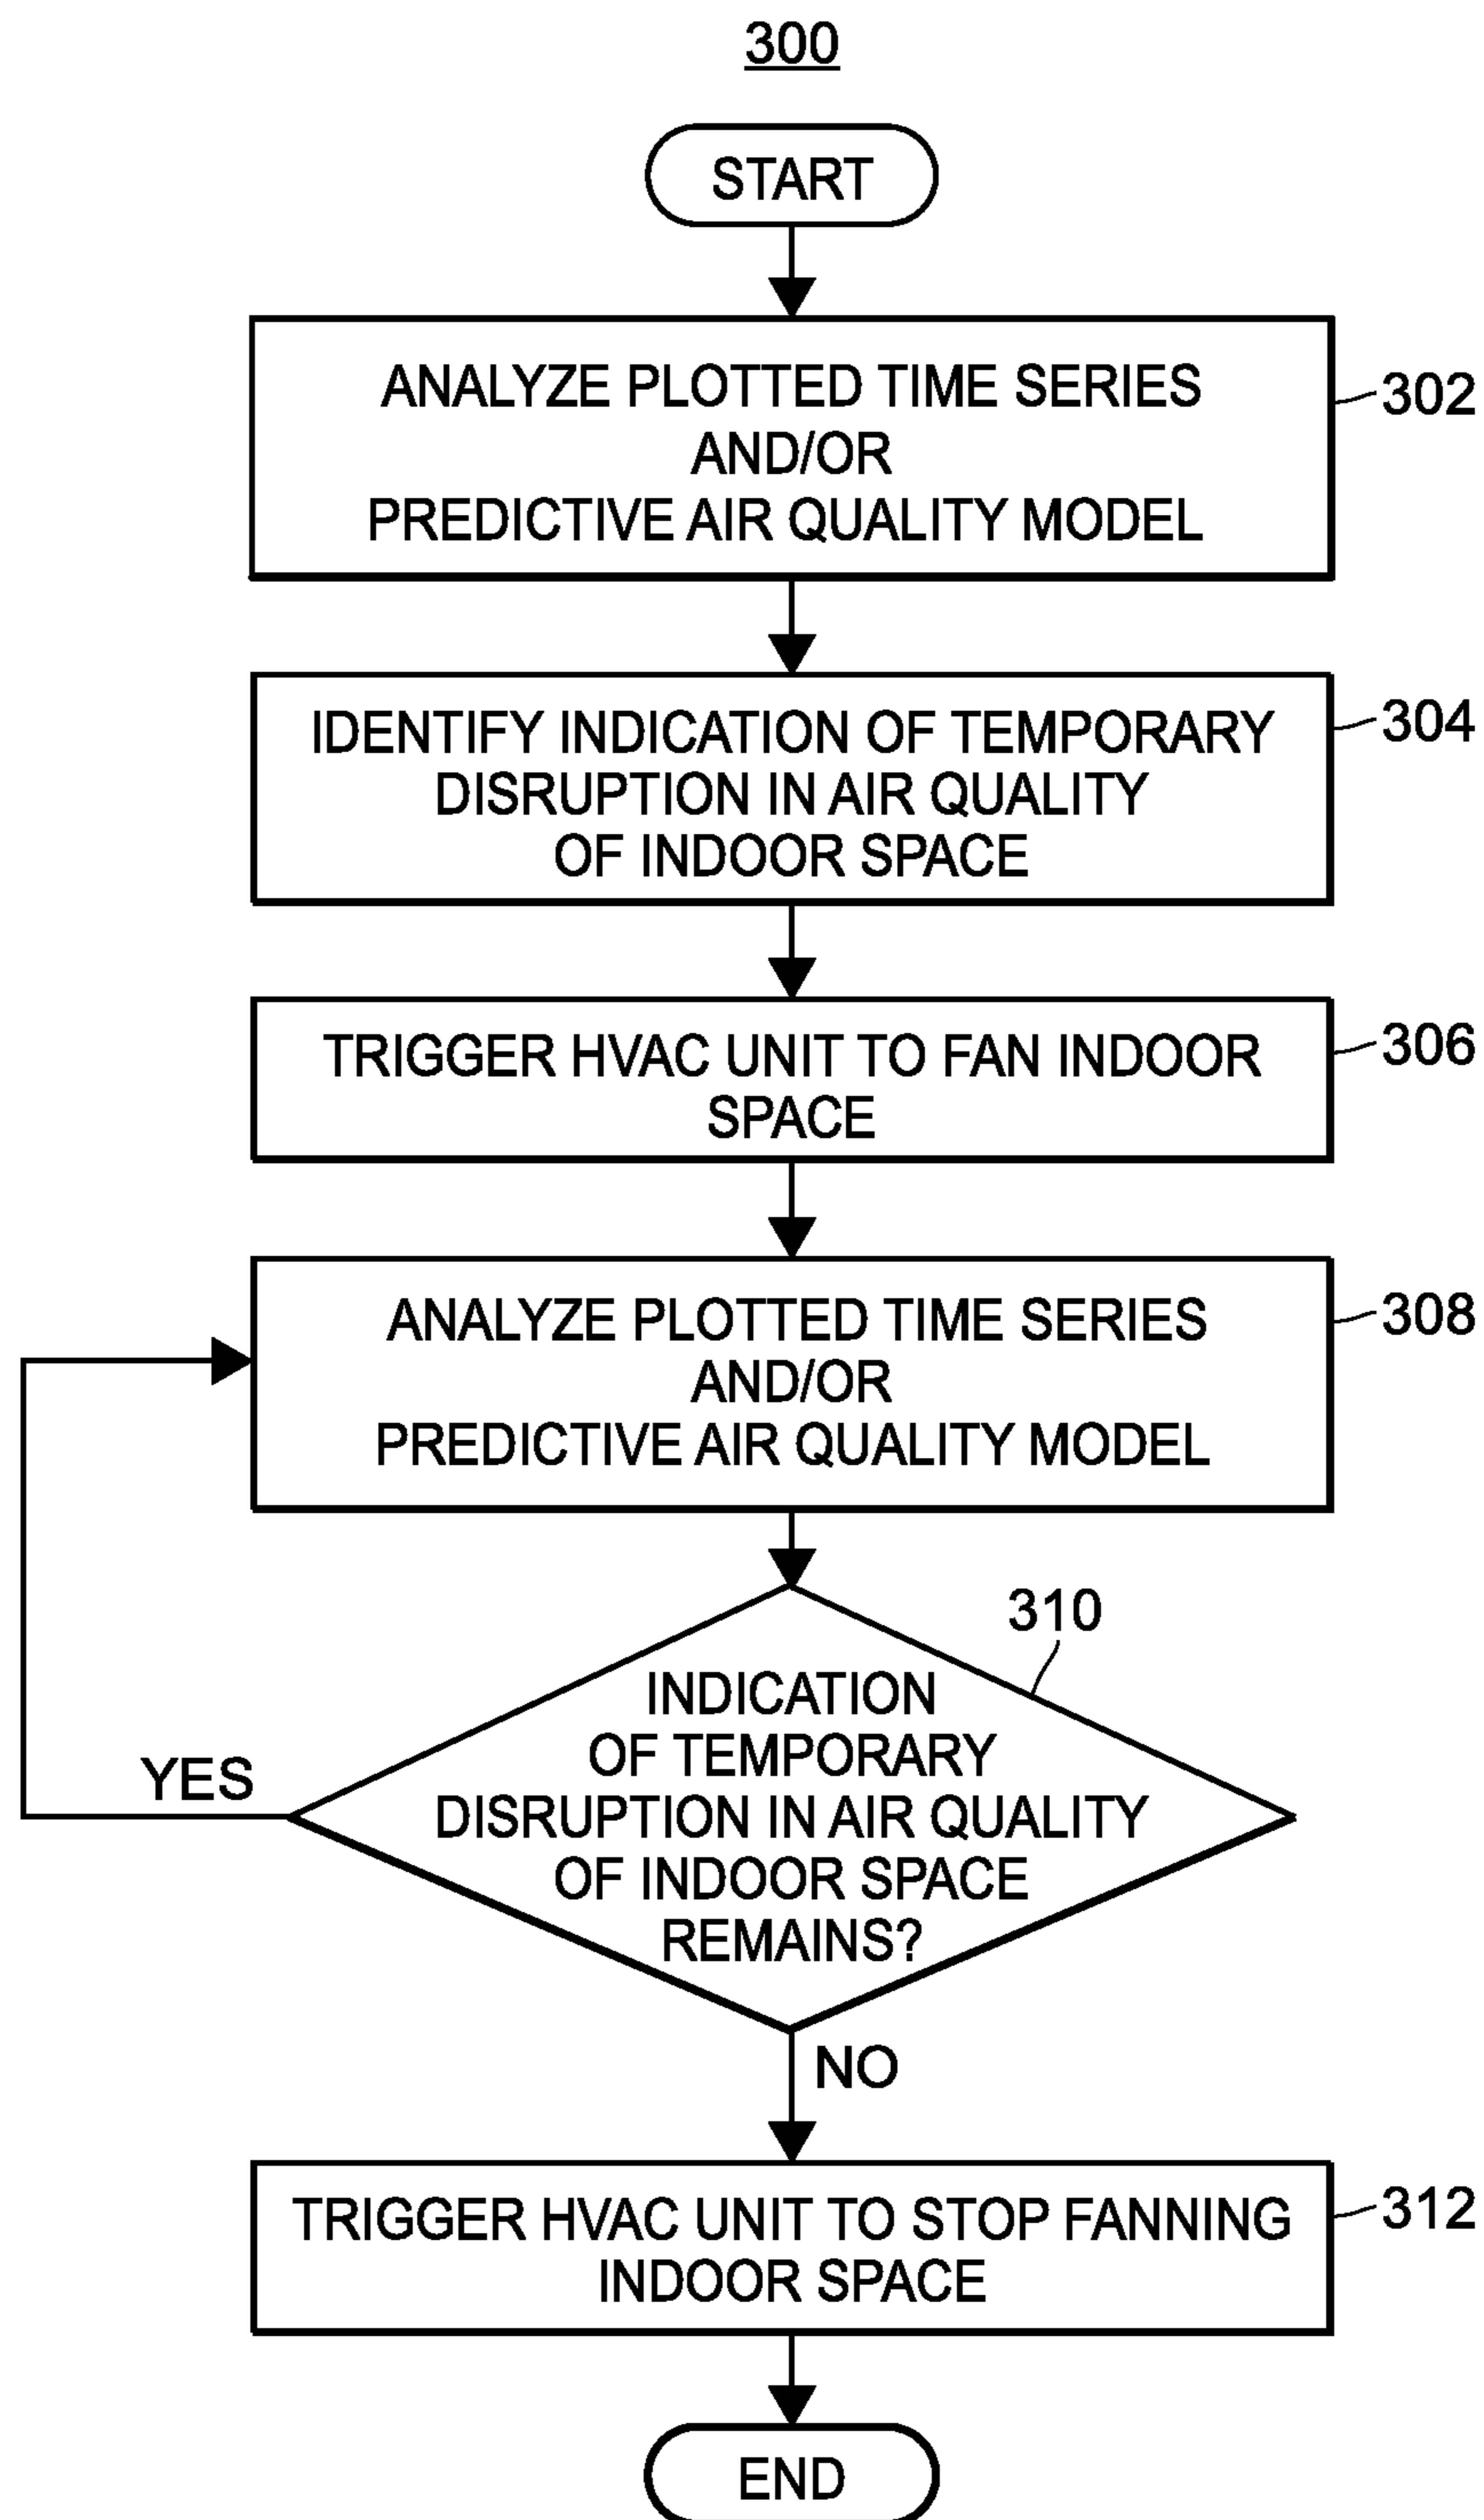 300
START
ANALYZE PLOTTED TIME SERIES
AND/OR
PREDICTIVE AIR QUALITY MODEL
302
IDENTIFY INDICATION OF TEMPORARY
DISRUPTION IN AIR QUALITY
OF INDOOR SPACE
304
TRIGGER HVAC UNIT TO FAN INDOOR
SPACE
306
ANALYZE PLOTTED TIME SERIES
AND/OR
PREDICTIVE AIR QUALITY MODEL
308
310
INDICATION
OF TEMPORARY
DISRUPTION IN AIR QUALITY
OF INDOOR SPACE
REMAINS?
YES
NO
TRIGGER HVAC UNIT TO STOP FANNING
INDOOR SPACE
312
END